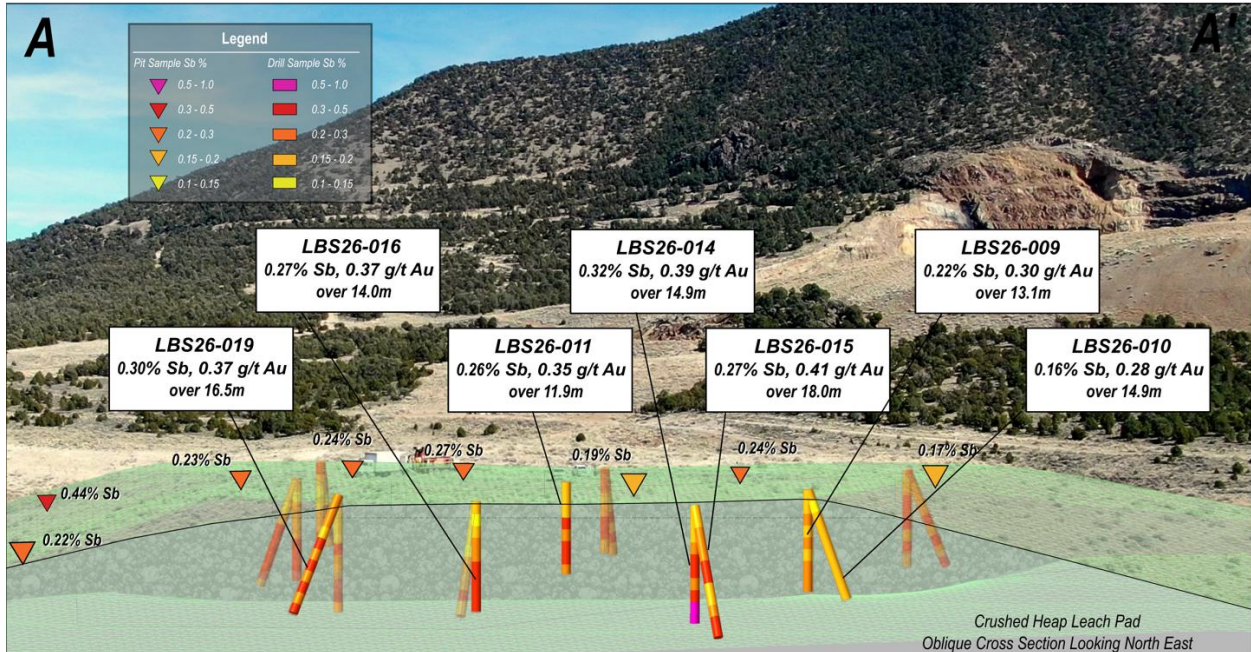 A
A'
Legend
Pit Sample Sb %
Drill Sample Sb %
0.5 - 1.0
0.5 - 1.0
0.3 - 0.5
0.3 - 0.5
0.2 - 0.3
0.2 - 0.3
0.15 - 0.2
0.15 - 0.2
0.1 - 0.15
0.1 - 0.15
LBS26-016
0.27% Sb, 0.37 g/t Au
over 14.0m
LBS26-014
0.32% Sb, 0.39 g/t Au
over 14.9m
LBS26-009
0.22% Sb, 0.30 g/t Au
over 13.1m
LBS26-019
0.30% Sb, 0.37 g/t Au
over 16.5m
LBS26-011
0.26% Sb, 0.35 g/t Au
over 11.9m
LBS26-015
0.27% Sb, 0.41 g/t Au
over 18.0m
LBS26-010
0.16% Sb, 0.28 g/t Au
over 14.9m
0.44% Sb
0.22% Sb
0.23% Sb
0.24% Sb
0.27% Sb
0.19% Sb
0.24% Sb
0.17% Sb
Crushed Heap Leach Pad
Oblique Cross Section Looking North East